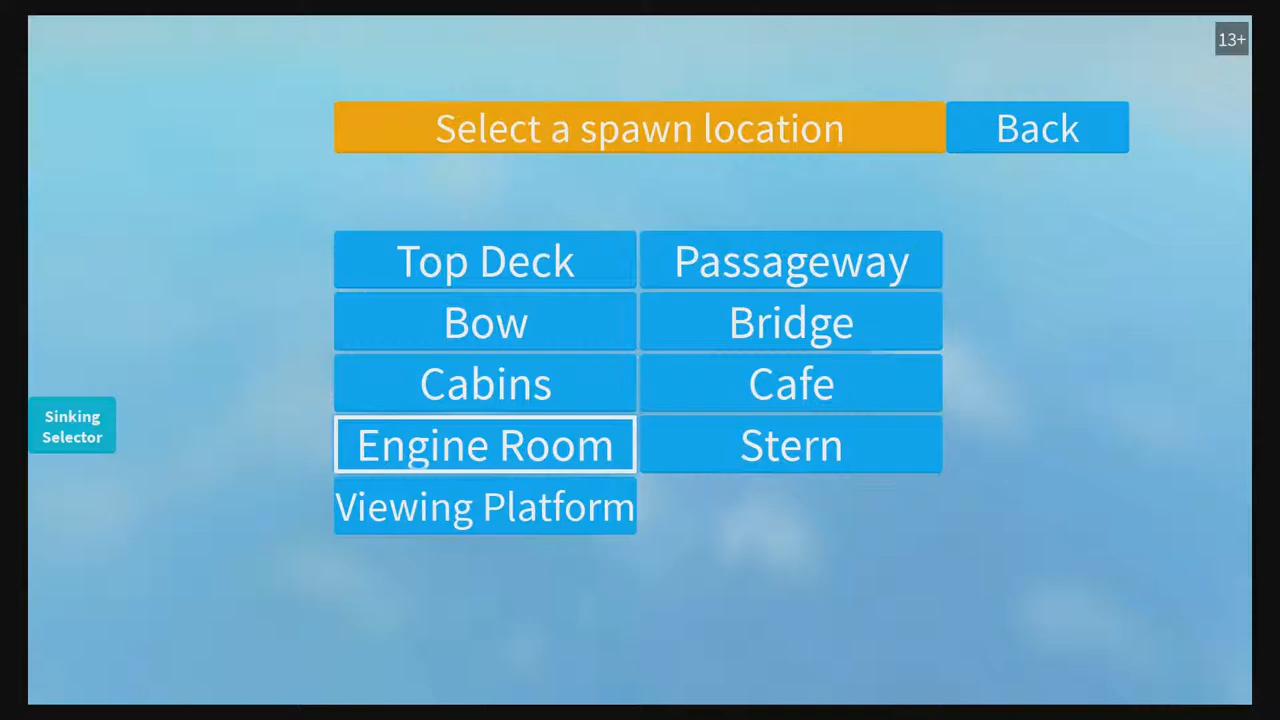 13+
Select a spawn location
Back
Top Deck
Passageway
Bow
Bridge
Cabins
Cafe
Sinking
Selector
Engine Room
Stern
Viewing Platform